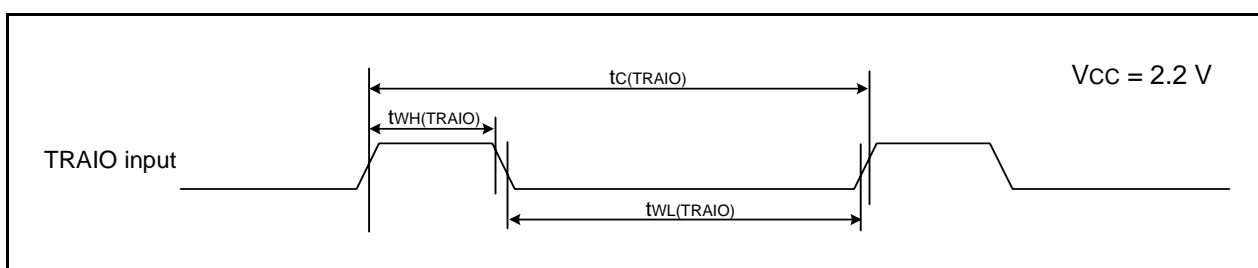 tC(TRAIO)
VCC = 2.2 V
tWH(TRAIO)
TRAIO input
tWL(TRAIO)